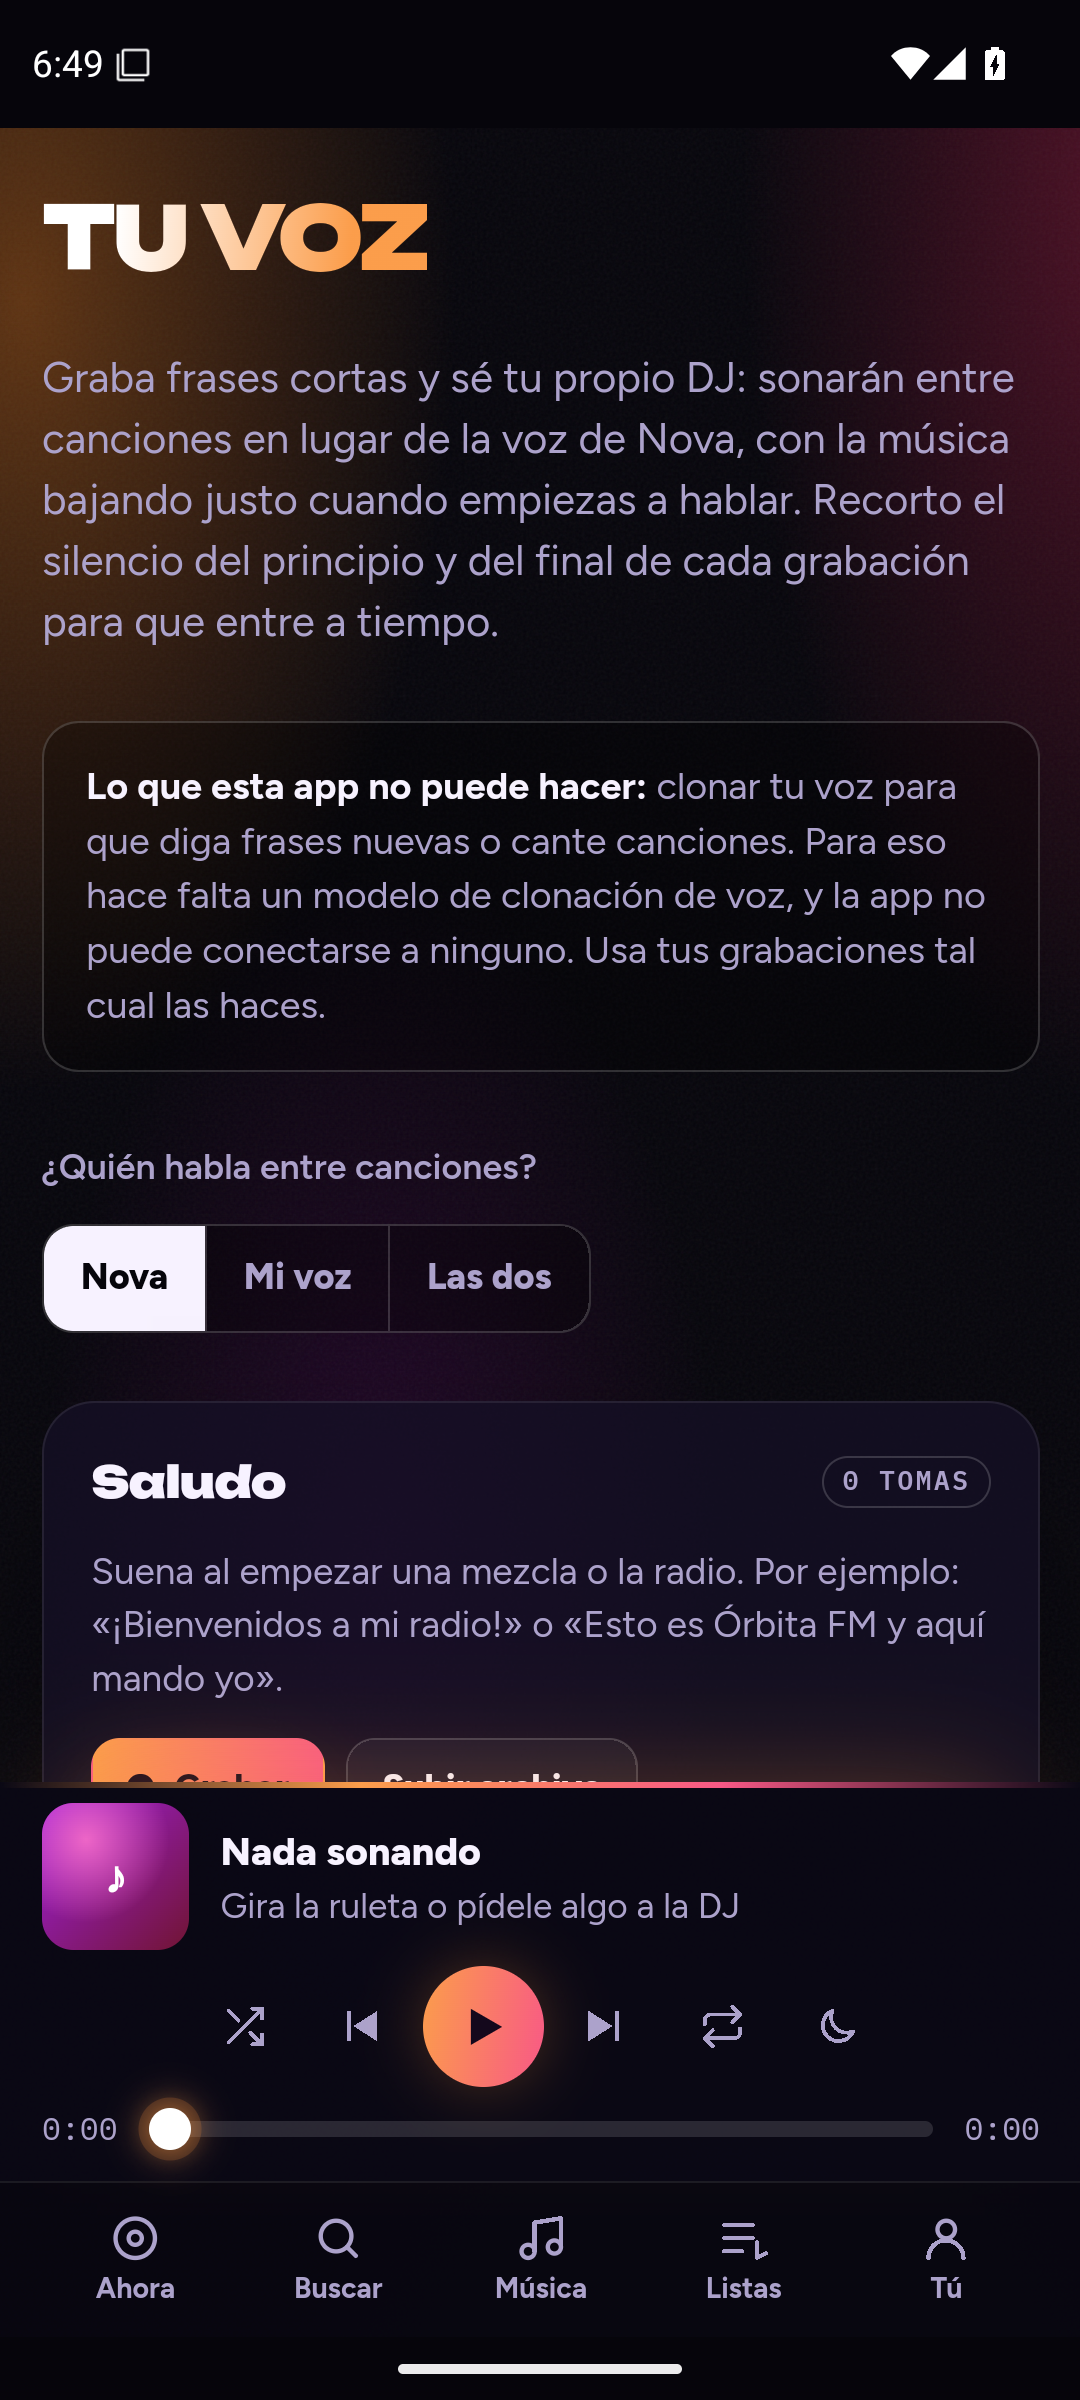 6:49
TU VOZ
Graba frases cortas y sé tu propio DJ: sonarán entre
canciones en lugar de la voz de Nova, con la música
bajando justo cuando empiezas a hablar. Recorto el
silencio del principio y del final de cada grabación
para que entre a tiempo.
Lo que esta app no puede hacer: clonar tu voz para
que diga frases nuevas o cante canciones. Para eso
hace falta un modelo de clonación de voz, y la app no
puede conectarse a ninguno. Usa tus grabaciones tal
cual las haces.
¿Quién habla entre canciones?
Nova Mi voz Las dos
Saludo 0 TOMAS
Suena al empezar una mezcla o la radio. Por ejemplo:
«¡Bienvenidos a mi radio!» o «Esto es Órbita FM y aquí
mando yo».
Grabar Subir archivo
Nada sonando
Gira la ruleta o pídele algo a la DJ
0:00 0:00
Ahora Buscar Música Listas Tú